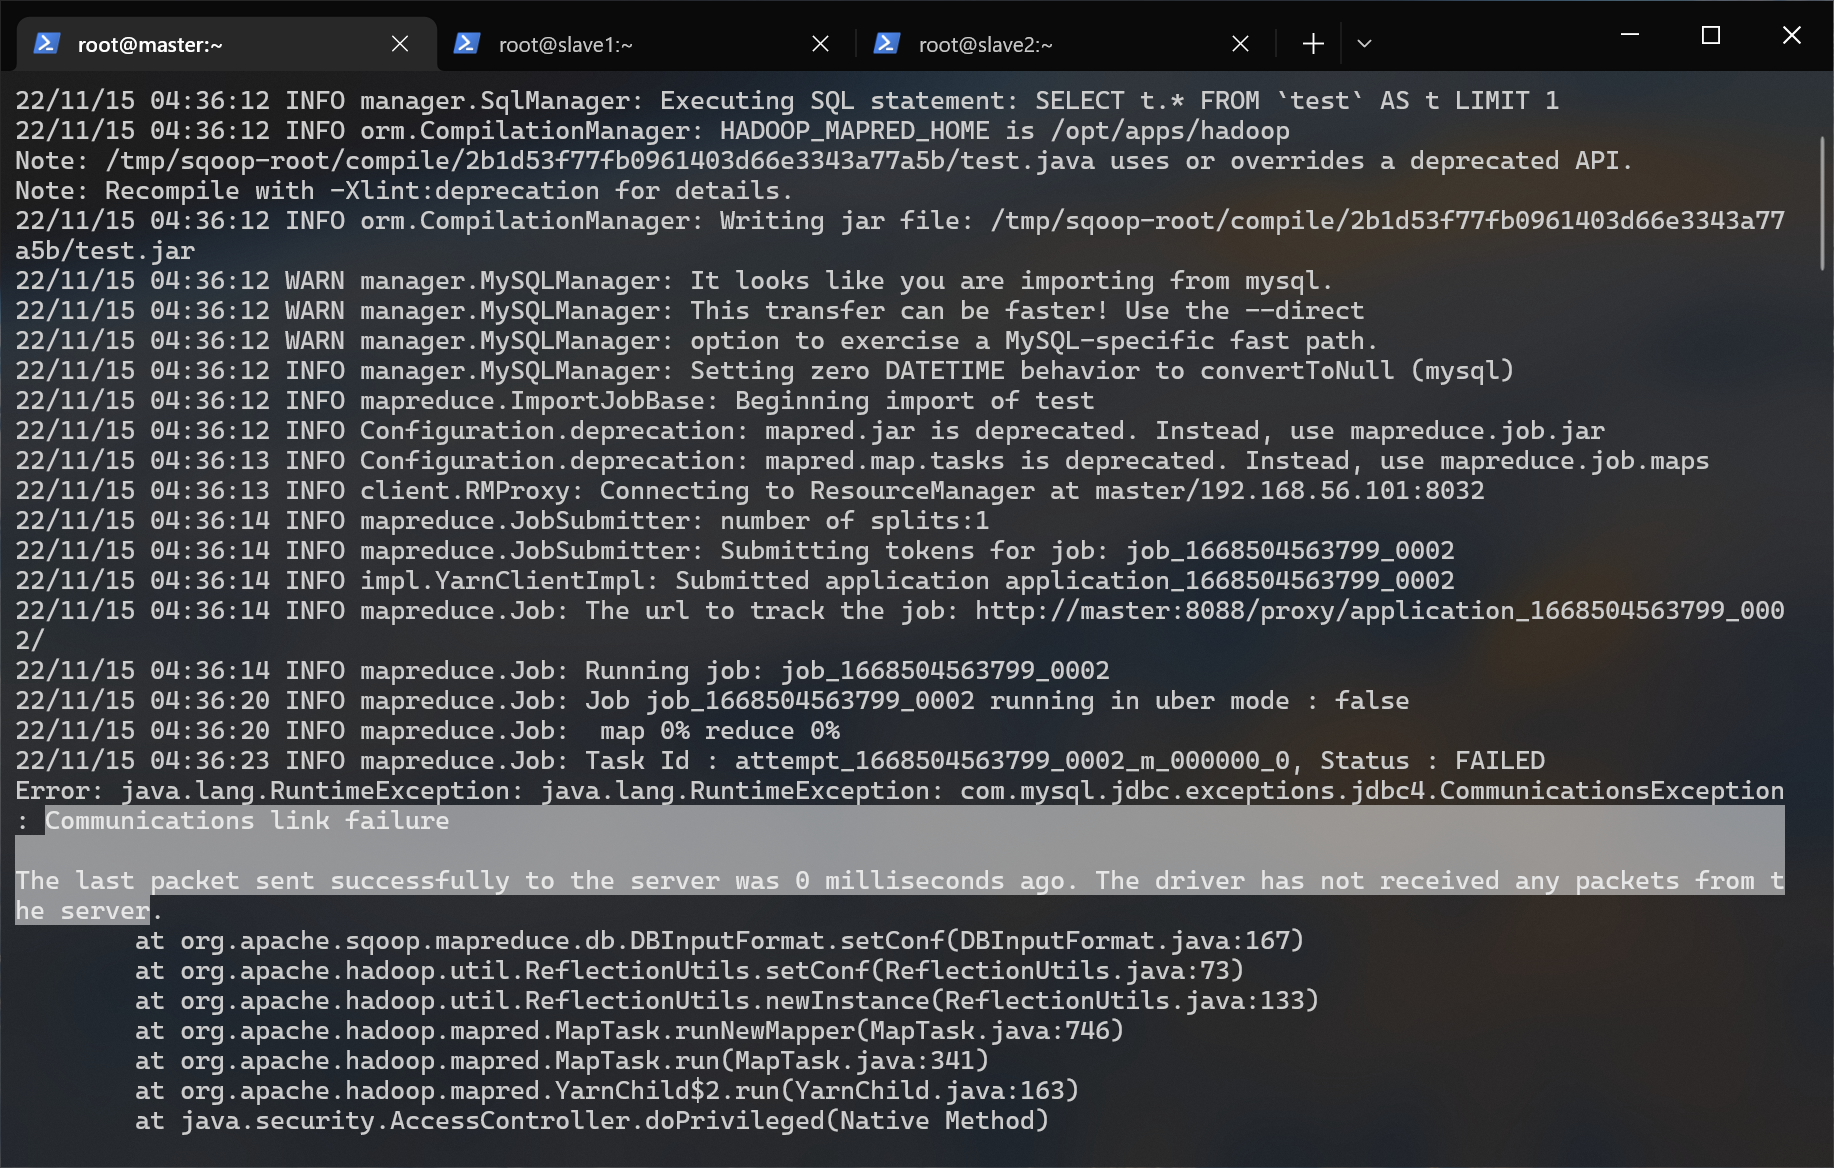 root@master:~
root@slave1:~
root@slave2:~
22/11/15 04:36:12 INFO manager.SqlManager: Executing SQL statement: SELECT t.* FROM `test` AS t LIMIT 1
22/11/15 04:36:12 INFO orm.CompilationManager: HADOOP_MAPRED_HOME is /opt/apps/hadoop
Note: /tmp/sqoop-root/compile/2b1d53f77fb0961403d66e3343a77a5b/test.java uses or overrides a deprecated API.
Note: Recompile with -Xlint:deprecation for details.
22/11/15 04:36:12 INFO orm.CompilationManager: Writing jar file: /tmp/sqoop-root/compile/2b1d53f77fb0961403d66e3343a77
a5b/test.jar
22/11/15 04:36:12 WARN manager.MySQLManager: It looks like you are importing from mysql.
22/11/15 04:36:12 WARN manager.MySQLManager: This transfer can be faster! Use the --direct
22/11/15 04:36:12 WARN manager.MySQLManager: option to exercise a MySQL-specific fast path.
22/11/15 04:36:12 INFO manager.MySQLManager: Setting zero DATETIME behavior to convertToNull (mysql)
22/11/15 04:36:12 INFO mapreduce.ImportJobBase: Beginning import of test
22/11/15 04:36:12 INFO Configuration.deprecation: mapred.jar is deprecated. Instead, use mapreduce.job.jar
22/11/15 04:36:13 INFO Configuration.deprecation: mapred.map.tasks is deprecated. Instead, use mapreduce.job.maps
22/11/15 04:36:13 INFO client.RMProxy: Connecting to ResourceManager at master/192.168.56.101:8032
22/11/15 04:36:14 INFO mapreduce.JobSubmitter: number of splits:1
22/11/15 04:36:14 INFO mapreduce.JobSubmitter: Submitting tokens for job: job_1668504563799_0002
22/11/15 04:36:14 INFO impl.YarnClientImpl: Submitted application application_1668504563799_0002
22/11/15 04:36:14 INFO mapreduce.Job: The url to track the job: http://master:8088/proxy/application_1668504563799_000
2/
22/11/15 04:36:14 INFO mapreduce.Job: Running job: job_1668504563799_0002
22/11/15 04:36:20 INFO mapreduce.Job: Job job_1668504563799_0002 running in uber mode : false
22/11/15 04:36:20 INFO mapreduce.Job:  map 0% reduce 0%
22/11/15 04:36:23 INFO mapreduce.Job: Task Id : attempt_1668504563799_0002_m_000000_0, Status : FAILED
Error: java.lang.RuntimeException: java.lang.RuntimeException: com.mysql.jdbc.exceptions.jdbc4.CommunicationsException
: Communications link failure
The last packet sent successfully to the server was 0 milliseconds ago. The driver has not received any packets from t
he server.
at org.apache.sqoop.mapreduce.db.DBInputFormat.setConf(DBInputFormat.java:167)
at org.apache.hadoop.util.ReflectionUtils.setConf(ReflectionUtils.java:73)
at org.apache.hadoop.util.ReflectionUtils.newInstance(ReflectionUtils.java:133)
at org.apache.hadoop.mapred.MapTask.runNewMapper(MapTask.java:746)
at org.apache.hadoop.mapred.MapTask.run(MapTask.java:341)
at org.apache.hadoop.mapred.YarnChild$2.run(YarnChild.java:163)
at java.security.AccessController.doPrivileged(Native Method)